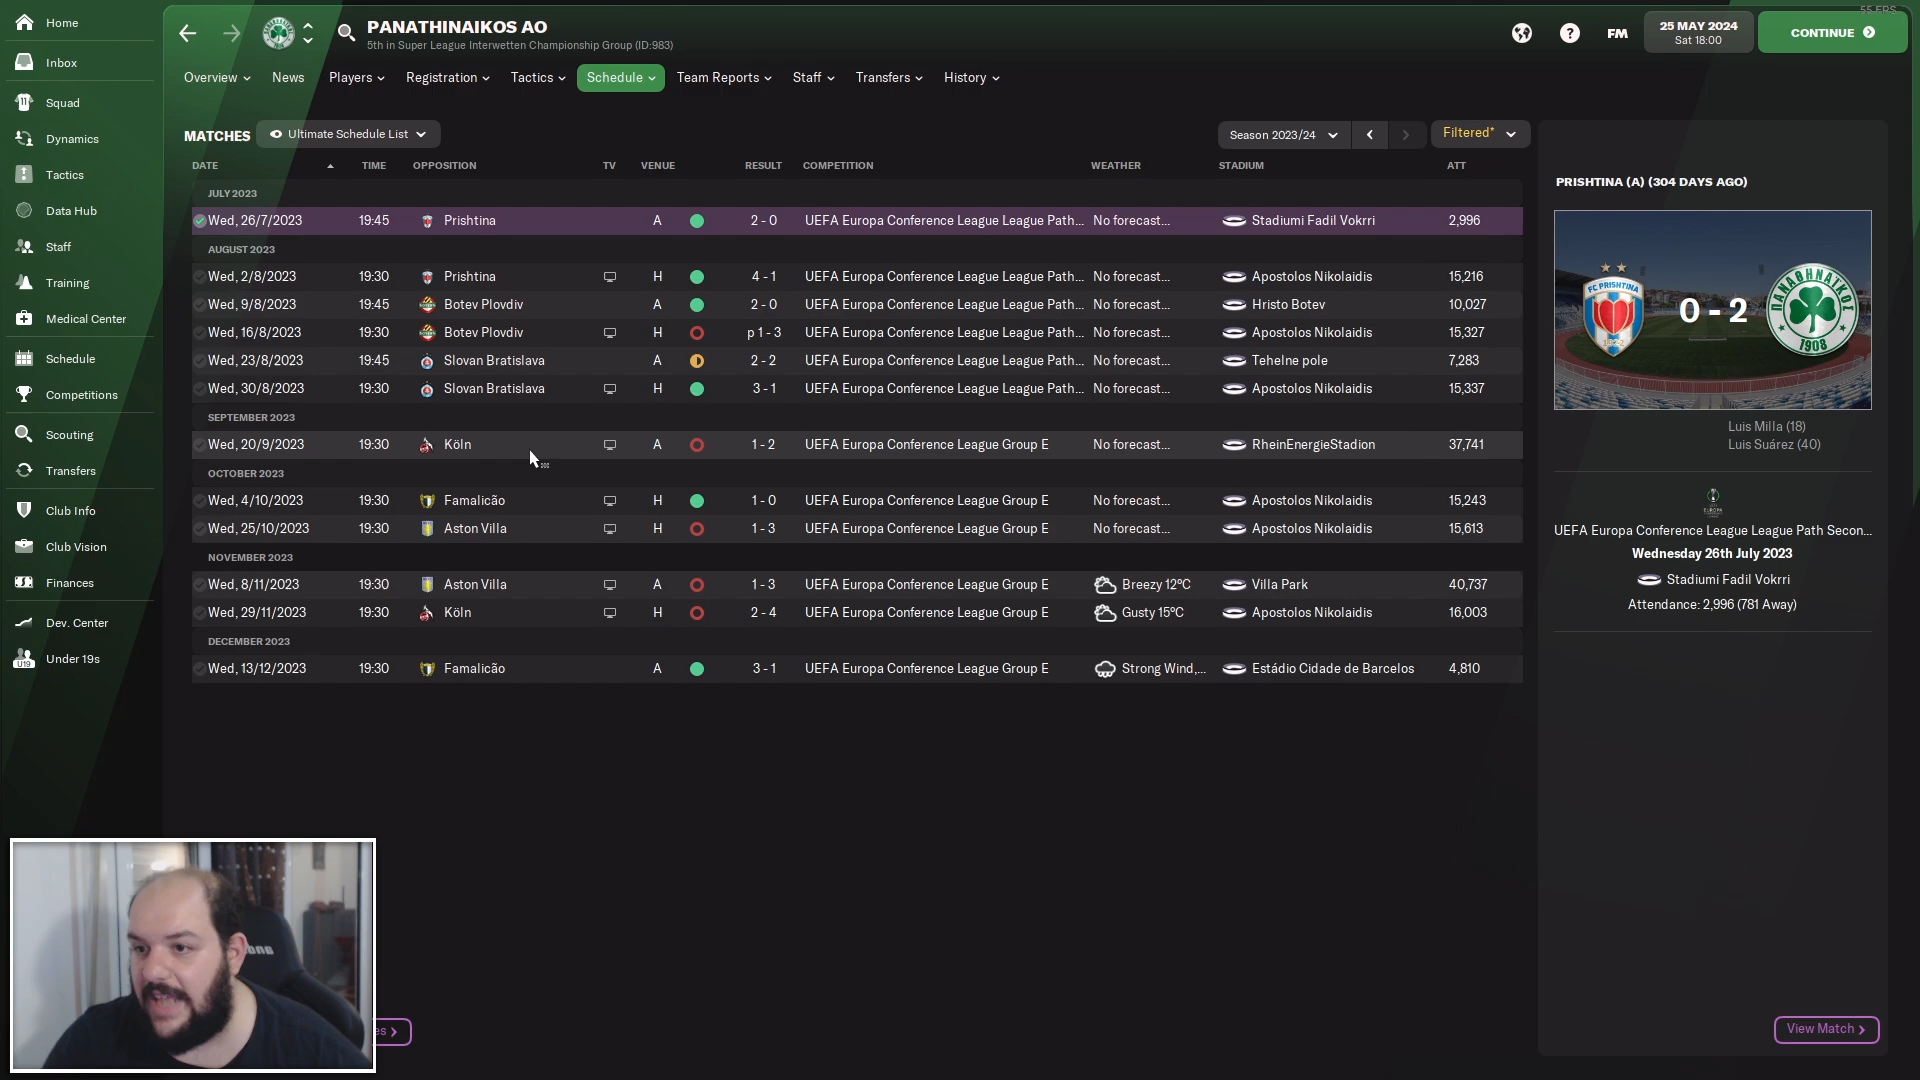 55 FPS
PANATHINAIKOS AO
5th in Super League Interwetten Championship Group (ID:983)
FM
25 MAY 2024
Sat 18:00
CONTINUE
Overview News Players Registration Tactics Schedule Team Reports Staff Transfers History
Home
Inbox
Squad
Dynamics
Tactics
Data Hub
Staff
Training
Medical Center
Schedule
Competitions
Scouting
Transfers
Club Info
Club Vision
Finances
Dev. Center
U19 Under 19s
MATCHES Ultimate Schedule List Season 2023/24 Filtered*
DATE TIME OPPOSITION TV VENUE RESULT COMPETITION WEATHER STADIUM ATT
JULY 2023
Wed, 26/7/2023 19:45 Prishtina A 2 - 0 UEFA Europa Conference League League Path... No forecast... Stadiumi Fadil Vokrri 2,996
AUGUST 2023
Wed, 2/8/2023 19:30 Prishtina H 4 - 1 UEFA Europa Conference League League Path... No forecast... Apostolos Nikolaidis 15,216
Wed, 9/8/2023 19:45 Botev Plovdiv A 2 - 0 UEFA Europa Conference League League Path... No forecast... Hristo Botev 10,027
Wed, 16/8/2023 19:30 Botev Plovdiv H p 1 - 3 UEFA Europa Conference League League Path... No forecast... Apostolos Nikolaidis 15,327
Wed, 23/8/2023 19:45 Slovan Bratislava A 2 - 2 UEFA Europa Conference League League Path... No forecast... Tehelne pole 7,283
Wed, 30/8/2023 19:30 Slovan Bratislava H 3 - 1 UEFA Europa Conference League League Path... No forecast... Apostolos Nikolaidis 15,337
SEPTEMBER 2023
Wed, 20/9/2023 19:30 Köln A 1 - 2 UEFA Europa Conference League Group E No forecast... RheinEnergieStadion 37,741
OCTOBER 2023
Wed, 4/10/2023 19:30 Famalicão H 1 - 0 UEFA Europa Conference League Group E No forecast... Apostolos Nikolaidis 15,243
Wed, 25/10/2023 19:30 Aston Villa H 1 - 3 UEFA Europa Conference League Group E No forecast... Apostolos Nikolaidis 15,613
NOVEMBER 2023
Wed, 8/11/2023 19:30 Aston Villa A 1 - 3 UEFA Europa Conference League Group E Breezy 12ºC Villa Park 40,737
Wed, 29/11/2023 19:30 Köln H 2 - 4 UEFA Europa Conference League Group E Gusty 15ºC Apostolos Nikolaidis 16,003
DECEMBER 2023
Wed, 13/12/2023 19:30 Famalicão A 3 - 1 UEFA Europa Conference League Group E Strong Wind,... Estádio Cidade de Barcelos 4,810
PRISHTINA (A) (304 DAYS AGO)
FC PRISHTINA
1922
0 - 2
ΠΑΝΑΘΗΝΑΪΚΟΣ
1908
Luis Milla (18)
Luis Suárez (40)
UEFA Europa Conference League League Path Secon...
Wednesday 26th July 2023
Stadiumi Fadil Vokrri
Attendance: 2,996 (781 Away)
View Match
es